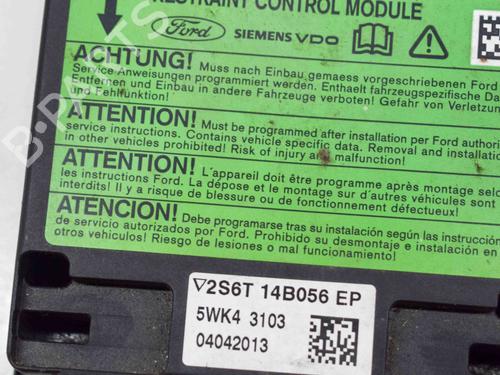 RESTRAINT CONTROL MODULE
Ford SIEMENS VDO
ACHTUNG! Muss nach Einbau gemaess vorgeschriebenen Ford
Service Anweisungen programmiert werden. Enthaelt fahrzeugspezifische Da
Entfernen und Einbau in andere Fahrzeuge verboten! Gefahr von Verletzu
und Fehlfunktion!
ATTENTION! Must be programmed after installation per Ford author
service instructions. Contains vehicle specific data. Removal and installation
in other vehicles prohibited! Risk of injury and malfunction!
ATTENTION! L'appareil doit être programme après montage selo
les instructions Ford. La dépose et le montage sur d'autres véhicules sont
interdits! Il y a risque de blessure ou de fonctionnement défectueux!
ATENCION! Debe programarse tras su instalación según las instruccion
de servicio autorizados por Ford. Prohibido su desmontaje e instalación en
otros vehiculos! Riesgo de lesiones o mal funcionamiento!
2S6T 14B056 EP
5WK4 3103
04042013
B-PARTS